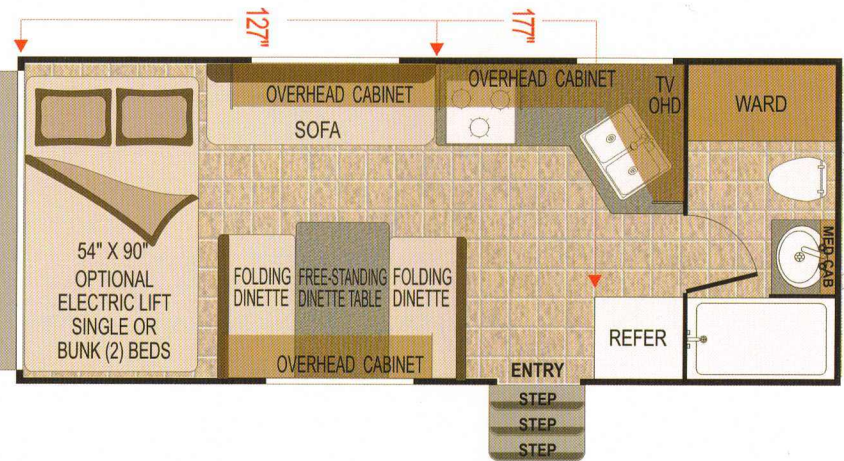 127"
177"
OVERHEAD CABINET
SOFA
OVERHEAD CABINET
TV
OHD
WARD
54" X 90"
OPTIONAL
ELECTRIC LIFT
SINGLE OR
BUNK (2) BEDS
FOLDING
DINETTE
FREE-STANDING
DINETTE TABLE
FOLDING
DINETTE
OVERHEAD CABINET
MED CAB
REFER
ENTRY
STEP
STEP
STEP